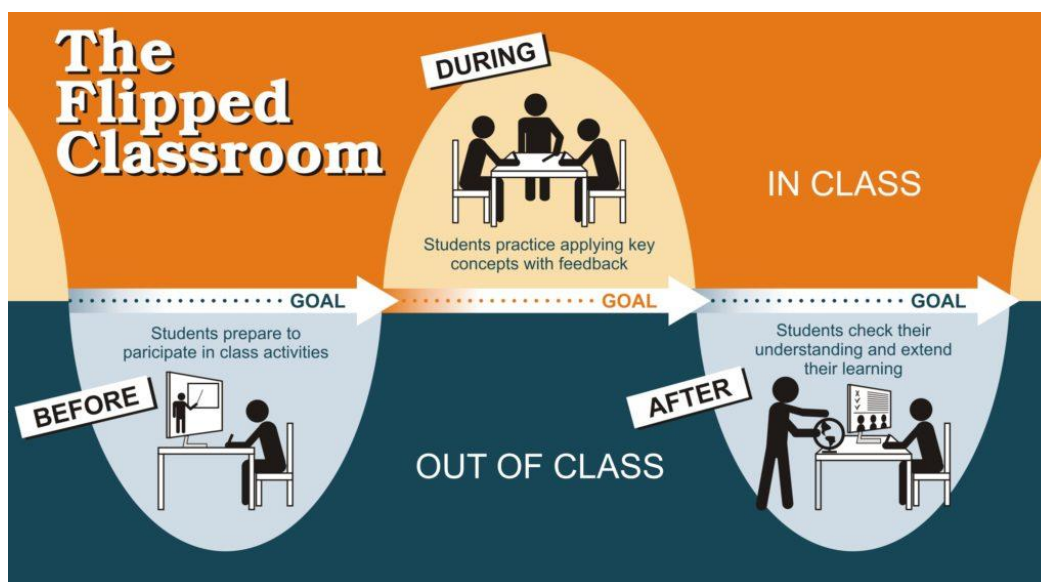 The
Flipped
Classroom
DURING
IN CLASS
Students practice applying key
concepts with feedback
GOAL
GOAL
GOAL
Students prepare to
paricipate in class activities
BEFORE
OUT OF CLASS
Students check their
understanding and extend
their learning
AFTER